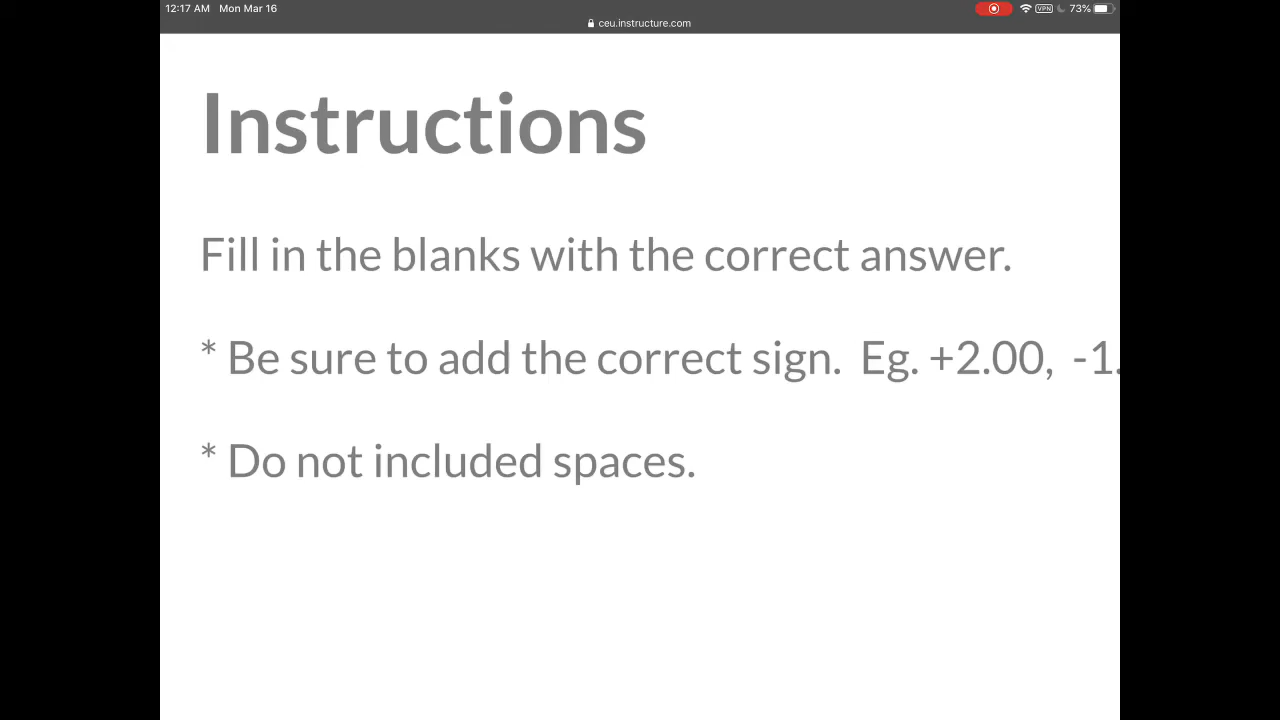 12:17 AM Mon Mar 16
VPN 73%
ceu.instructure.com
Instructions
Fill in the blanks with the correct answer.
* Be sure to add the correct sign. Eg. +2.00, -1.
* Do not included spaces.